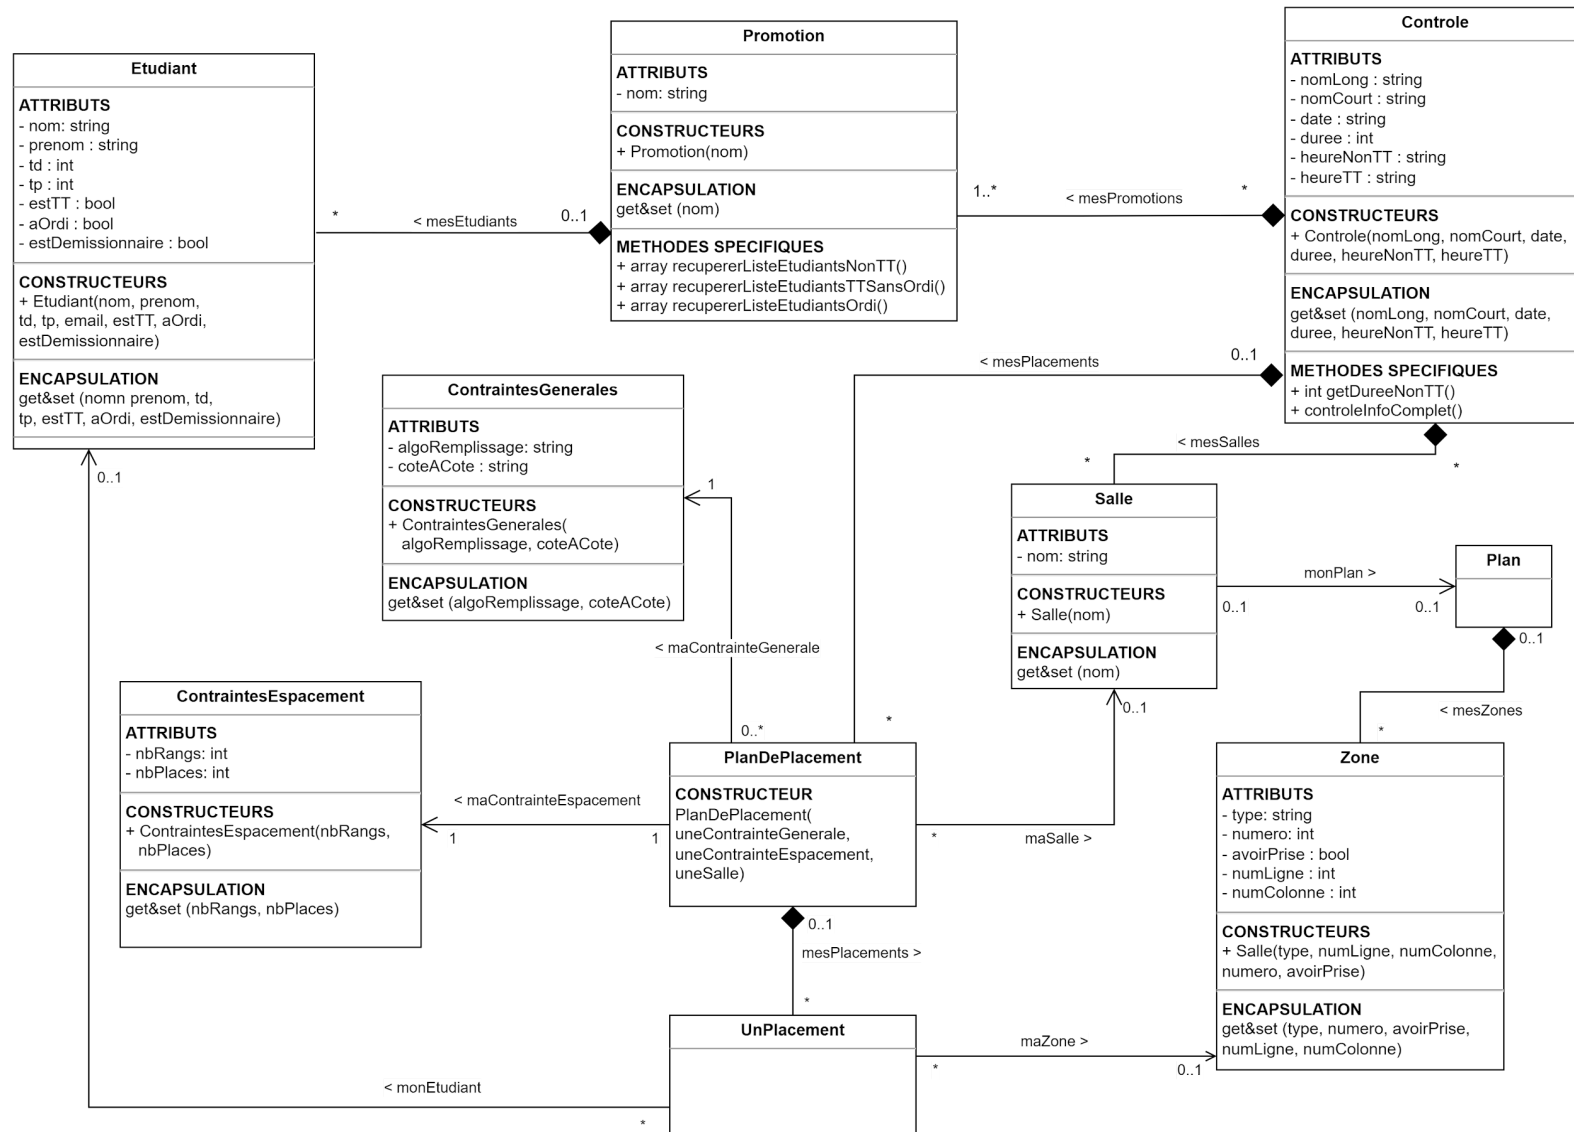 Etudiant
ATTRIBUTS
- nom: string
- prenom : string
- td : int
- tp : int
- estTT : bool
- aOrdi : bool
- estDemissionnaire : bool
CONSTRUCTEURS
+ Etudiant(nom, prenom,
td, tp, email, estTT, aOrdi,
estDemissionnaire)
ENCAPSULATION
get&set (nomn prenom, td,
tp, estTT, aOrdi, estDemissionnaire)
*
< mesEtudiants
0..1
Promotion
ATTRIBUTS
- nom: string
CONSTRUCTEURS
+ Promotion(nom)
ENCAPSULATION
get&set (nom)
METHODES SPECIFIQUES
+ array recupererListeEtudiantsNonTT()
+ array recupererListeEtudiantsTTSansOrdi()
+ array recupererListeEtudiantsOrdi()
1..*
< mesPromotions
*
Controle
ATTRIBUTS
- nomLong : string
- nomCourt : string
- date : string
- duree : int
- heureNonTT : string
- heureTT : string
CONSTRUCTEURS
+ Controle(nomLong, nomCourt, date,
duree, heureNonTT, heureTT)
ENCAPSULATION
get&set (nomLong, nomCourt, date,
duree, heureNonTT, heureTT)
METHODES SPECIFIQUES
+ int getDureeNonTT()
+ controleInfoComplet()
< mesPlacements
0..1
*
< mesSalles
*
*
ContraintesGenerales
ATTRIBUTS
- algoRemplissage: string
- coteACote : string
CONSTRUCTEURS
+ ContraintesGenerales(
algoRemplissage, coteACote)
ENCAPSULATION
get&set (algoRemplissage, coteACote)
1
< maContrainteGenerale
0..*
Salle
ATTRIBUTS
- nom: string
CONSTRUCTEURS
+ Salle(nom)
ENCAPSULATION
get&set (nom)
monPlan >
0..1
0..1
Plan
0..1
< mesZones
*
ContraintesEspacement
ATTRIBUTS
- nbRangs: int
- nbPlaces: int
CONSTRUCTEURS
+ ContraintesEspacement(nbRangs,
nbPlaces)
ENCAPSULATION
get&set (nbRangs, nbPlaces)
< maContrainteEspacement
1
1
PlanDePlacement
CONSTRUCTEUR
PlanDePlacement(
uneContrainteGenerale,
uneContrainteEspacement,
uneSalle)
*
maSalle >
0..1
Zone
ATTRIBUTS
- type: string
- numero: int
- avoirPrise : bool
- numLigne : int
- numColonne : int
CONSTRUCTEURS
+ Salle(type, numLigne, numColonne,
numero, avoirPrise)
ENCAPSULATION
get&set (type, numero, avoirPrise,
numLigne, numColonne)
0..1
mesPlacements >
*
UnPlacement
maZone >
*
0..1
0..1
< monEtudiant
*